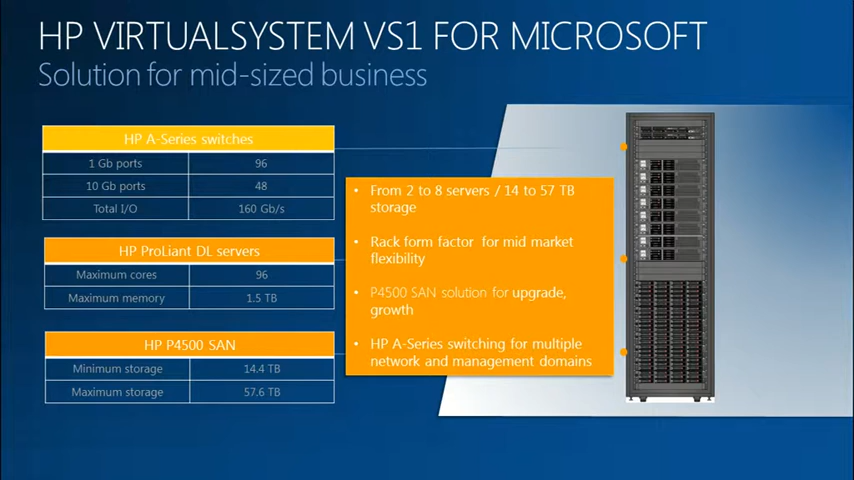 HP VIRTUALSYSTEM VS1 FOR MICROSOFT
Solution for mid-sized business
HP A-Series switches
1 Gb ports 96
10 Gb ports 48
Total I/O 160 Gb/s
HP ProLiant DL servers
Maximum cores 96
Maximum memory 1.5 TB
HP P4500 SAN
Minimum storage 14.4 TB
Maximum storage 57.6 TB
• From 2 to 8 servers / 14 to 57 TB
storage
• Rack form factor for mid market
flexibility
• P4500 SAN solution for upgrade,
growth
• HP A-Series switching for multiple
network and management domains